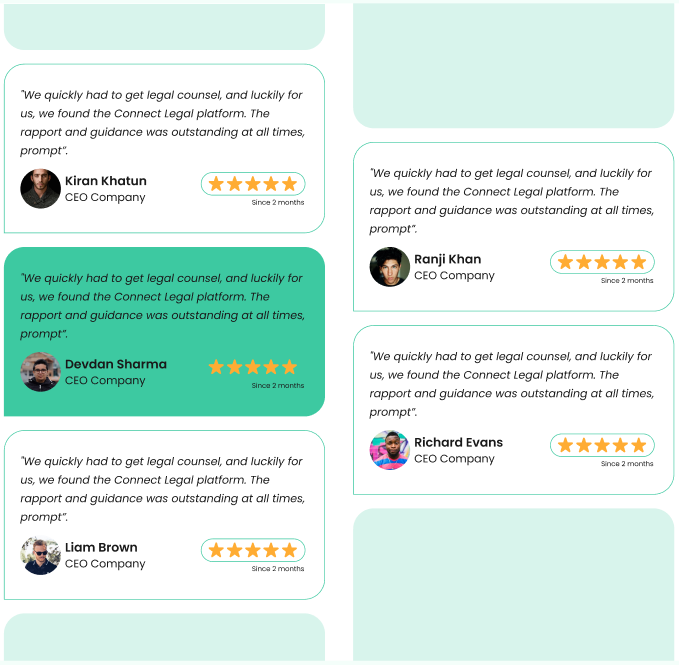 "We quickly had to get legal counsel, and luckily for
us, we found the Connect Legal platform. The
rapport and guidance was outstanding at all times,
prompt”.
Kiran Khatun
CEO Company
Since 2 months
"We quickly had to get legal counsel, and luckily for
us, we found the Connect Legal platform. The
rapport and guidance was outstanding at all times,
prompt”.
Devdan Sharma
CEO Company
Since 2 months
"We quickly had to get legal counsel, and luckily for
us, we found the Connect Legal platform. The
rapport and guidance was outstanding at all times,
prompt”.
Liam Brown
CEO Company
Since 2 months
"We quickly had to get legal counsel, and luckily for
us, we found the Connect Legal platform. The
rapport and guidance was outstanding at all times,
prompt”.
Ranji Khan
CEO Company
Since 2 months
"We quickly had to get legal counsel, and luckily for
us, we found the Connect Legal platform. The
rapport and guidance was outstanding at all times,
prompt”.
Richard Evans
CEO Company
Since 2 months